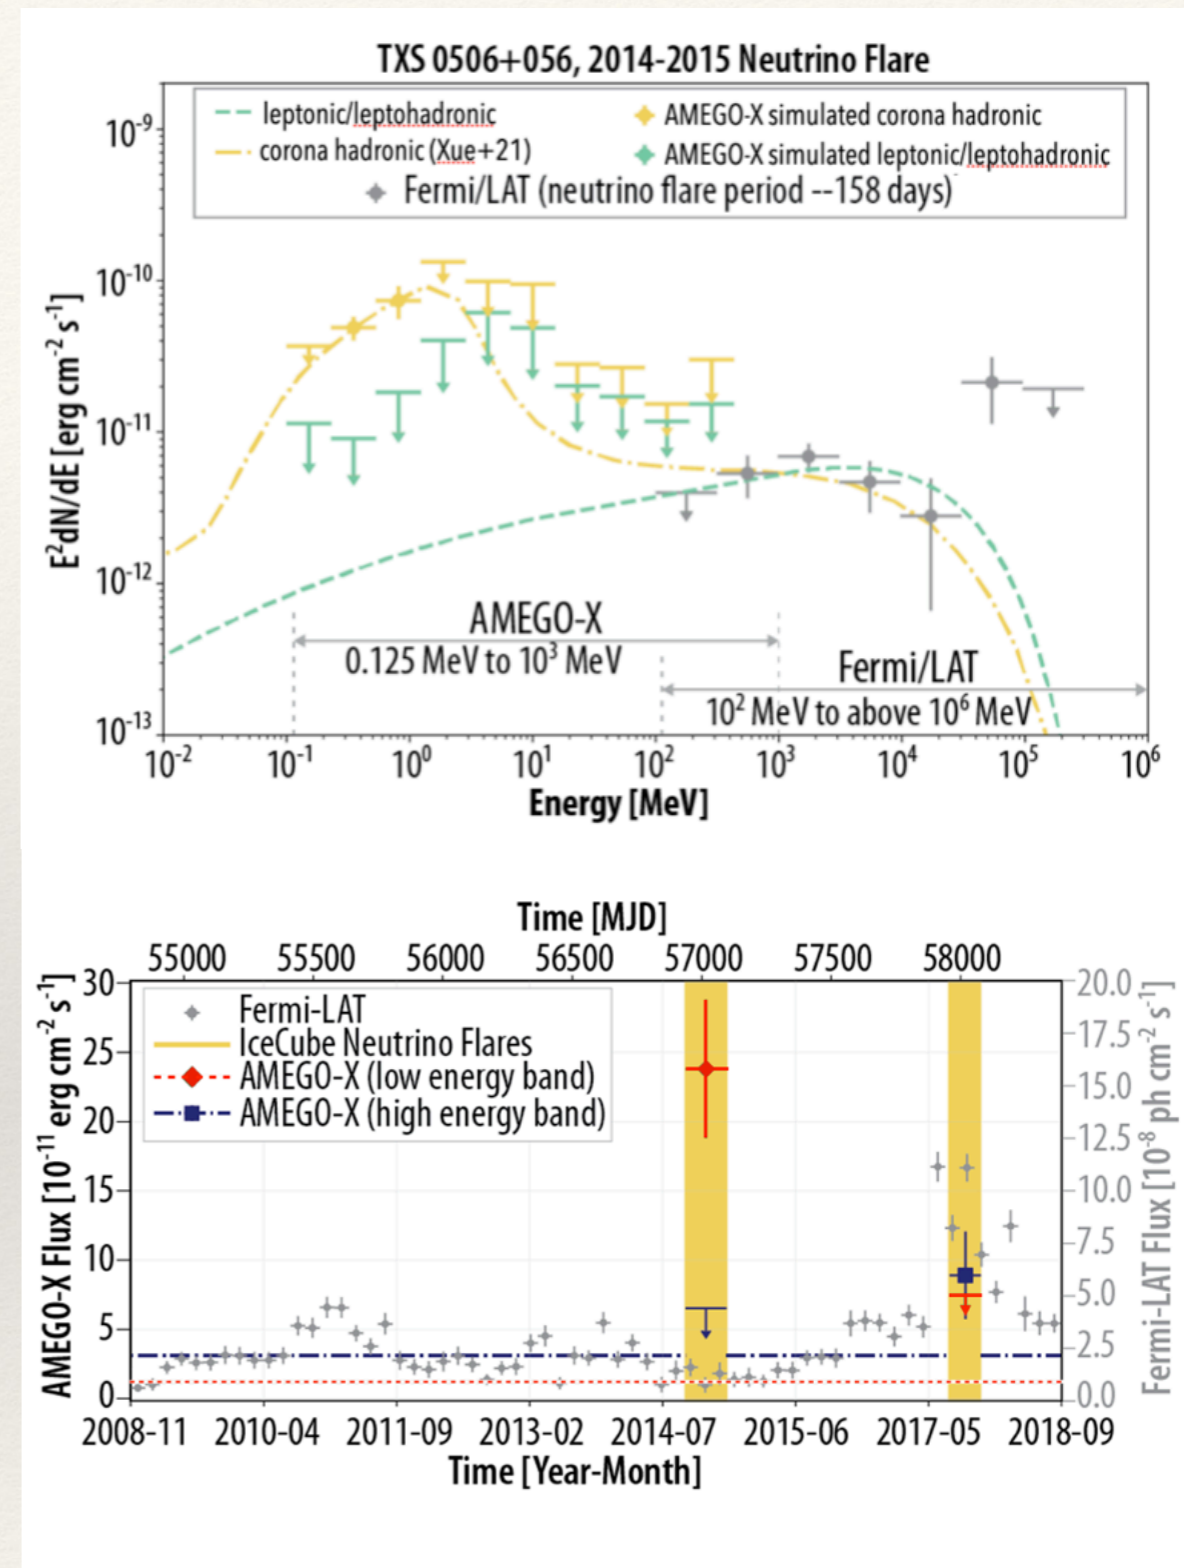 TXS 0506+056, 2014-2015 Neutrino Flare
leptonic/leptohadronic
corona hadronic (Xue+21)
AMEGO-X simulated corona hadronic
AMEGO-X simulated leptonic/leptohadronic
Fermi/LAT (neutrino flare period --158 days)
E²dN/dE [erg cm⁻² s⁻¹]
10⁻⁹
10⁻¹⁰
10⁻¹¹
10⁻¹²
10⁻¹³
AMEGO-X
0.125 MeV to 10³ MeV
Fermi/LAT
10² MeV to above 10⁶ MeV
10⁻² 10⁻¹ 10⁰ 10¹ 10² 10³ 10⁴ 10⁵ 10⁶
Energy [MeV]
Time [MJD]
55000 55500 56000 56500 57000 57500 58000
AMEGO-X Flux [10⁻¹¹ erg cm⁻² s⁻¹]
30
25
20
15
10
5
0
Fermi-LAT
IceCube Neutrino Flares
AMEGO-X (low energy band)
AMEGO-X (high energy band)
20.0
17.5
15.0
12.5
10.0
7.5
5.0
2.5
0.0
Fermi-LAT Flux [10⁻⁸ ph cm⁻² s⁻¹]
2008-11 2010-04 2011-09 2013-02 2014-07 2015-06 2017-05 2018-09
Time [Year-Month]